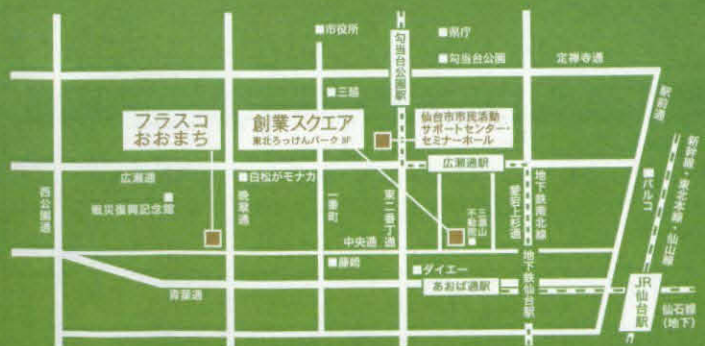 ■市役所
■県庁
勾当台公園駅
■勾当台公園
定禅寺通
■三越
駅前通
フラスコ
おおまち
創業スクエア
東北ろっけんパーク 3F
仙台市市民活動
サポートセンター・
セミナーホール
新幹線・東北本線・仙山線
広瀬通
広瀬通駅
■白松がモナカ
■パルコ
西公園通
戦災復興記念館
晩翠通
一番町
東二番丁通
三瀧山
不動院■
愛宕上杉通
地下鉄南北線
中央通
■藤崎
■ダイエー
地下鉄仙台駅
青葉通
あおば通駅
JR
仙台駅
仙石線
(地下)